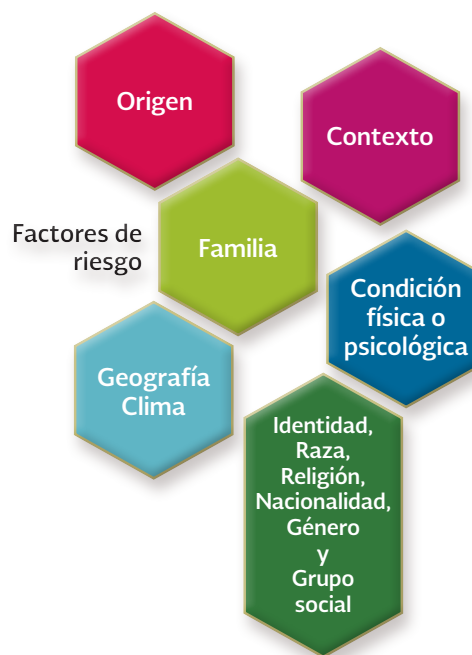 Origen
Contexto
Factores de
riesgo
Familia
Condición
física o
psicológica
Geografía
Clima
Identidad,
Raza,
Religión,
Nacionalidad,
Género
y
Grupo
social